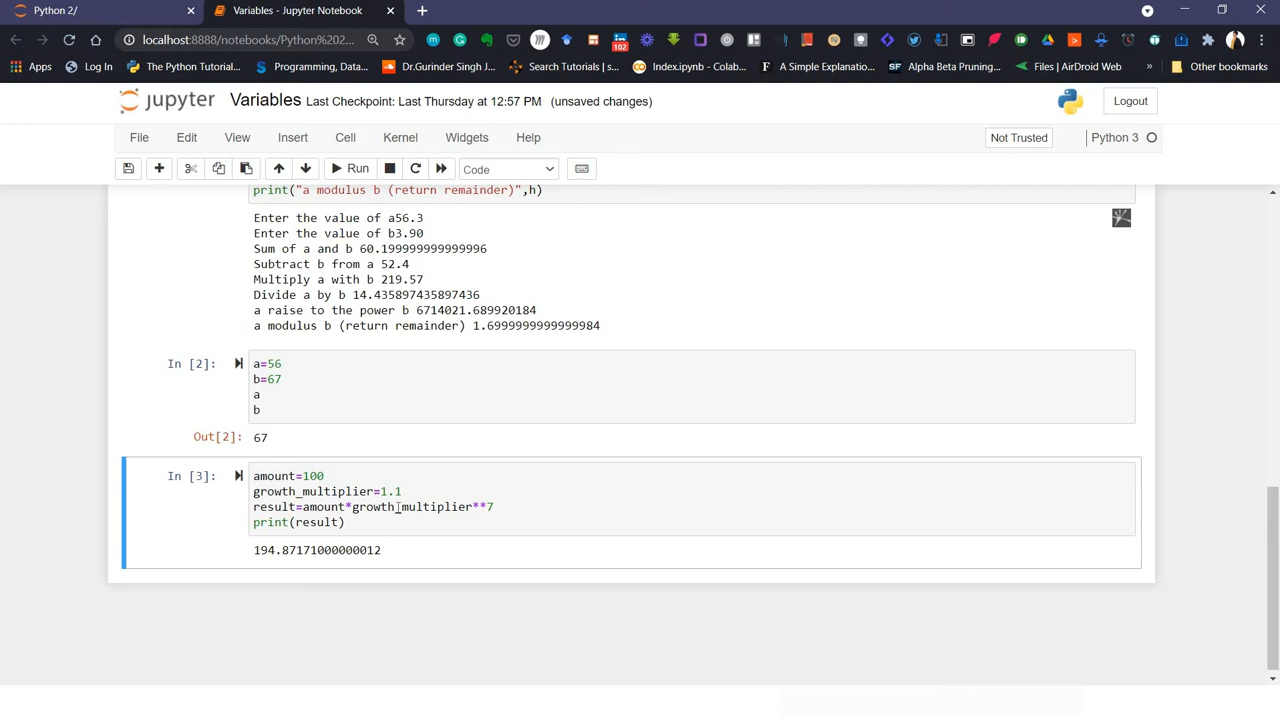 Python 2/
Variables - Jupyter Notebook
localhost:8888/notebooks/Python%202...
102
Apps
Log In
The Python Tutorial...
Programming, Data...
Dr.Gurinder Singh J...
Search Tutorials | s...
Index.ipynb - Colab...
A Simple Explanatio...
Alpha Beta Pruning...
Files | AirDroid Web
»
Other bookmarks
jupyter
Variables Last Checkpoint: Last Thursday at 12:57 PM (unsaved changes)
Logout
File Edit View Insert Cell Kernel Widgets Help
Not Trusted
Python 3
Run
Code
print("a modulus b (return remainder)",h)
Enter the value of a56.3
Enter the value of b3.90
Sum of a and b 60.199999999999996
Subtract b from a 52.4
Multiply a with b 219.57
Divide a by b 14.435897435897436
a raise to the power b 6714021.689920184
a modulus b (return remainder) 1.6999999999999984
In [2]:
a=56
b=67
a
b
Out[2]: 67
In [3]:
amount=100
growth_multiplier=1.1
result=amount*growth_multiplier**7
print(result)
194.87171000000012